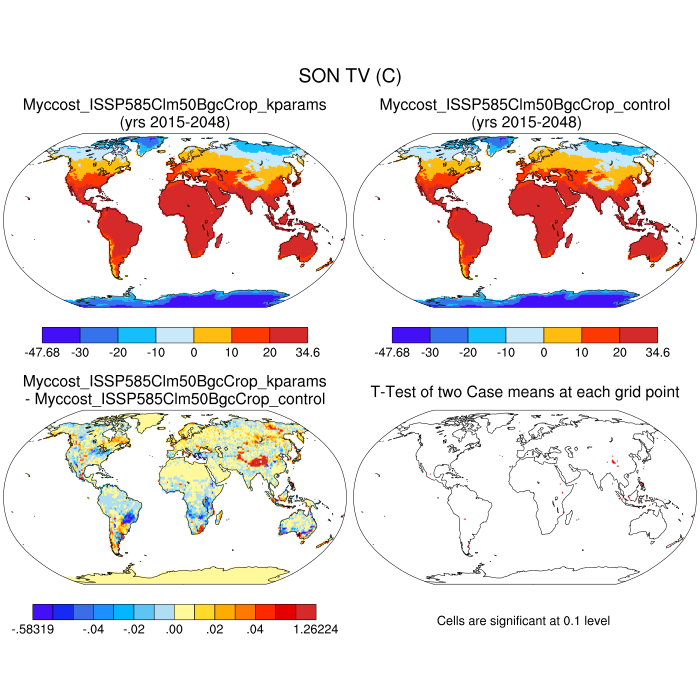 SON TV (C)
Myccost_ISSP585Clm50BgcCrop_kparams
(yrs 2015-2048)
Myccost_ISSP585Clm50BgcCrop_control
(yrs 2015-2048)
-47.68 -30 -20 -10 0 10 20 34.6
-47.68 -30 -20 -10 0 10 20 34.6
Myccost_ISSP585Clm50BgcCrop_kparams
- Myccost_ISSP585Clm50BgcCrop_control
T-Test of two Case means at each grid point
-.58319 -.04 -.02 .00 .02 .04 1.26224
Cells are significant at 0.1 level